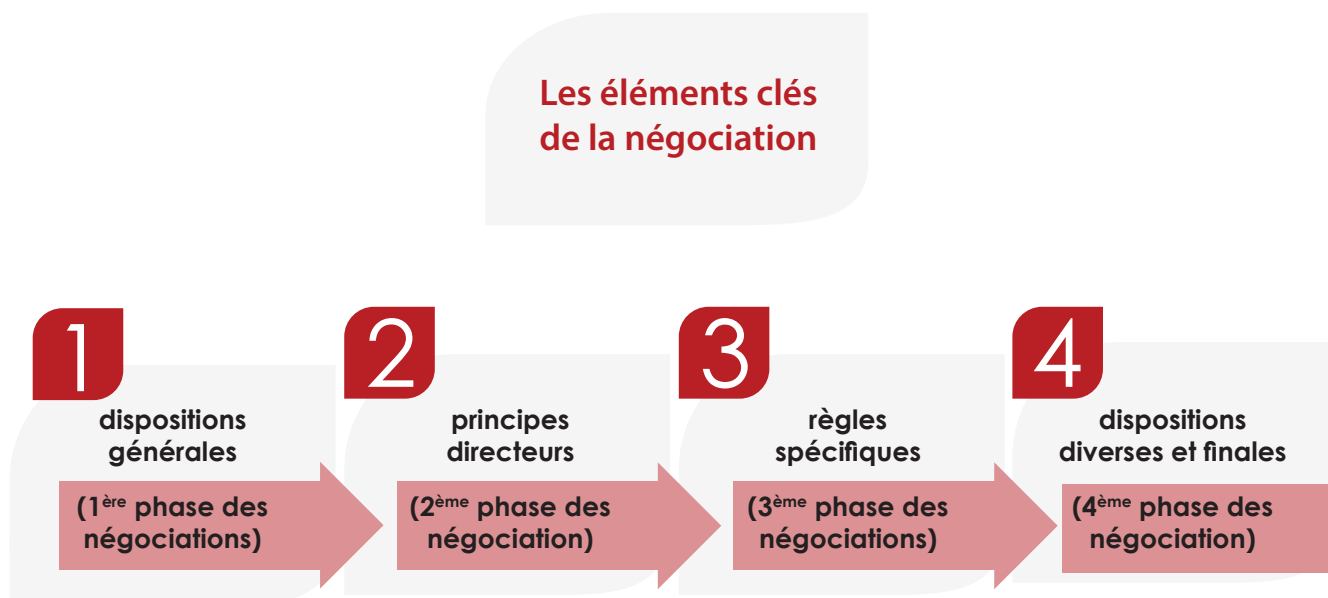 Les éléments clés
de la négociation
1
dispositions
générales
(1ère phase des
négociations)
2
principes
directeurs
(2ème phase des
négociation)
3
règles
spécifiques
(3ème phase des
négociations)
4
dispositions
diverses et finales
(4ème phase des
négociation)